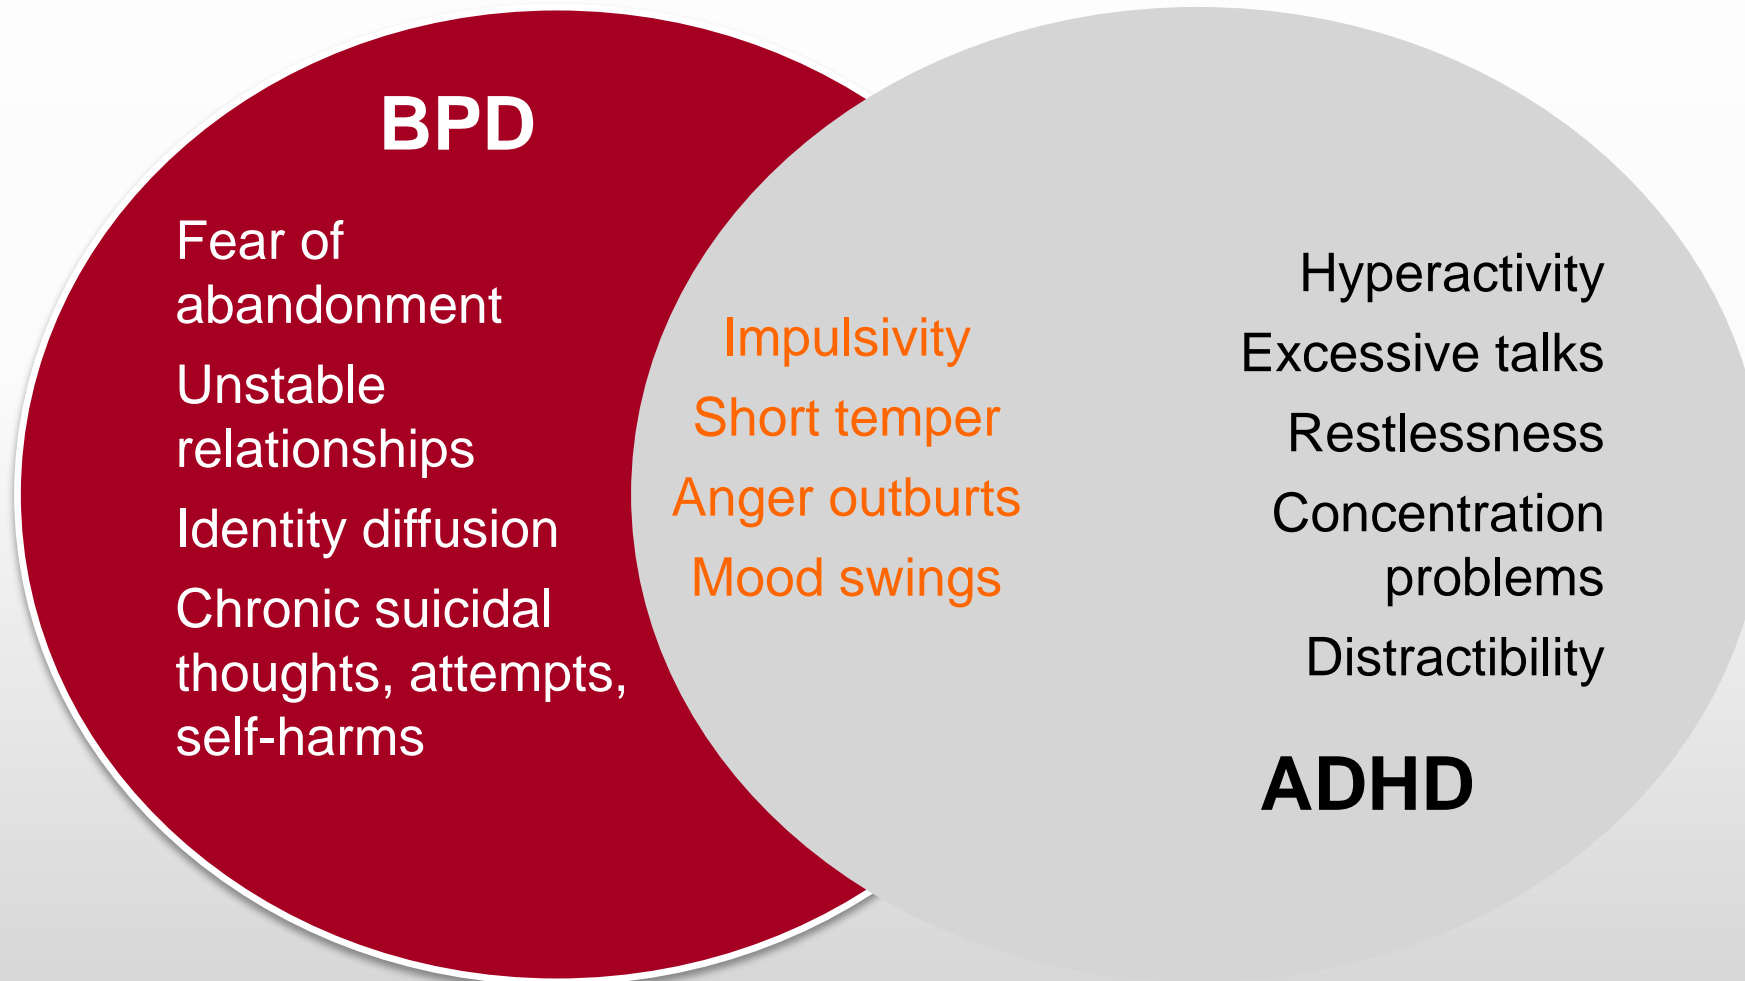 BPD
Fear of
abandonment
Unstable
relationships
Identity diffusion
Chronic suicidal
thoughts, attempts,
self-harms
Impulsivity
Short temper
Anger outburts
Mood swings
Hyperactivity
Excessive talks
Restlessness
Concentration
problems
Distractibility
ADHD